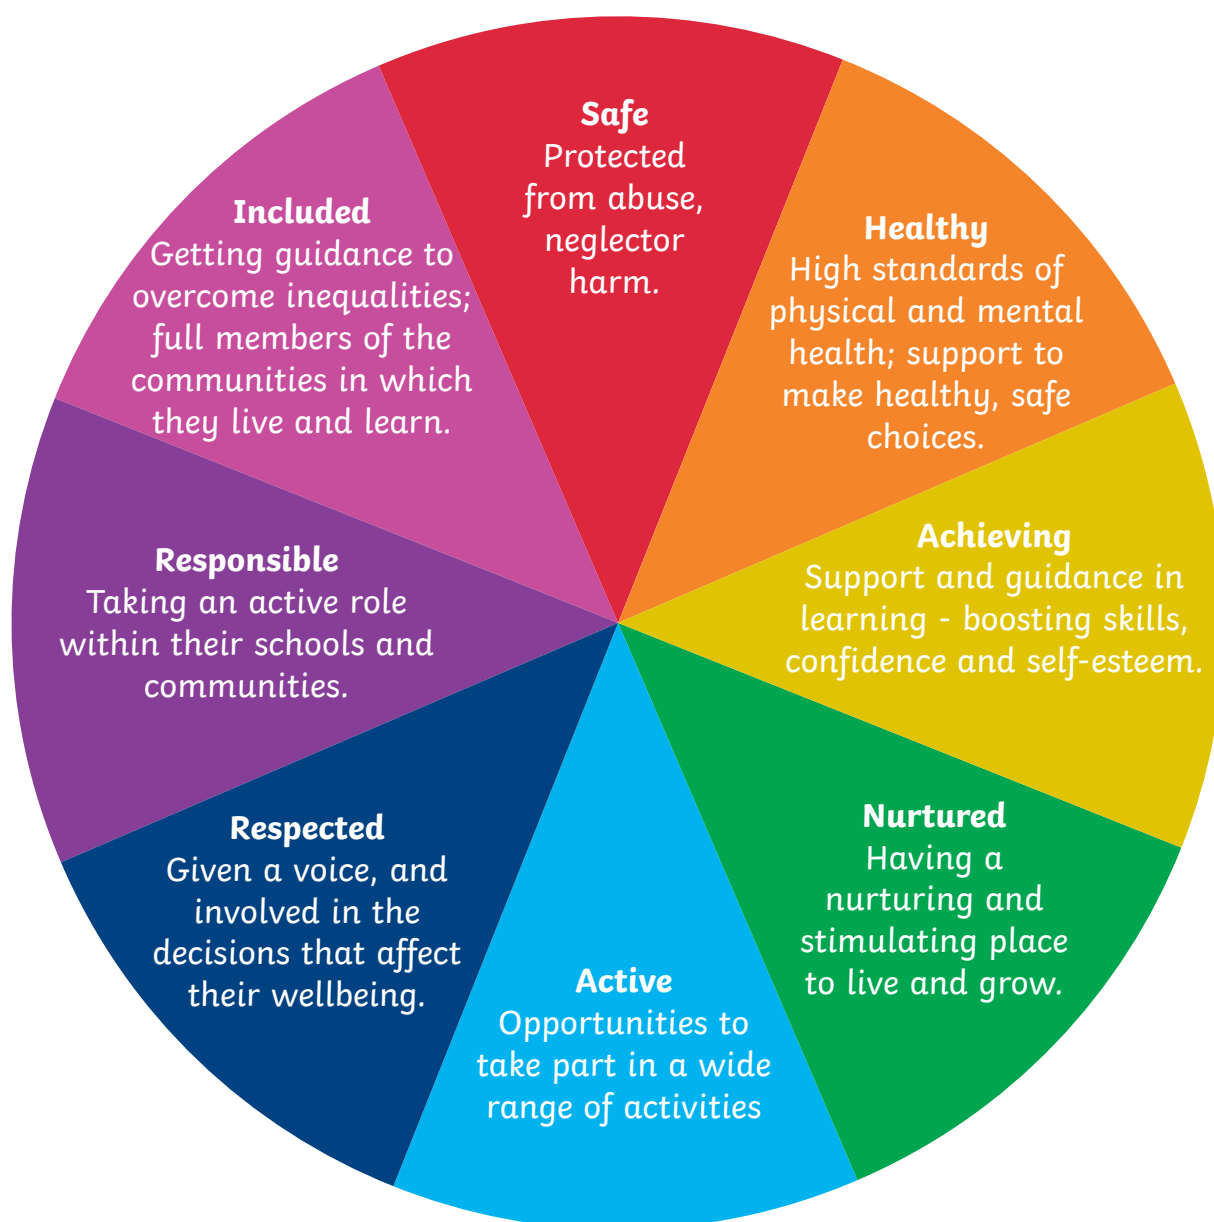 Safe
Protected
from abuse,
neglector
harm.
Healthy
High standards of
physical and mental
health; support to
make healthy, safe
choices.
Achieving
Support and guidance in
learning - boosting skills,
confidence and self-esteem.
Nurtured
Having a
nurturing and
stimulating place
to live and grow.
Active
Opportunities to
take part in a wide
range of activities
Respected
Given a voice, and
involved in the
decisions that affect
their wellbeing.
Responsible
Taking an active role
within their schools and
communities.
Included
Getting guidance to
overcome inequalities;
full members of the
communities in which
they live and learn.